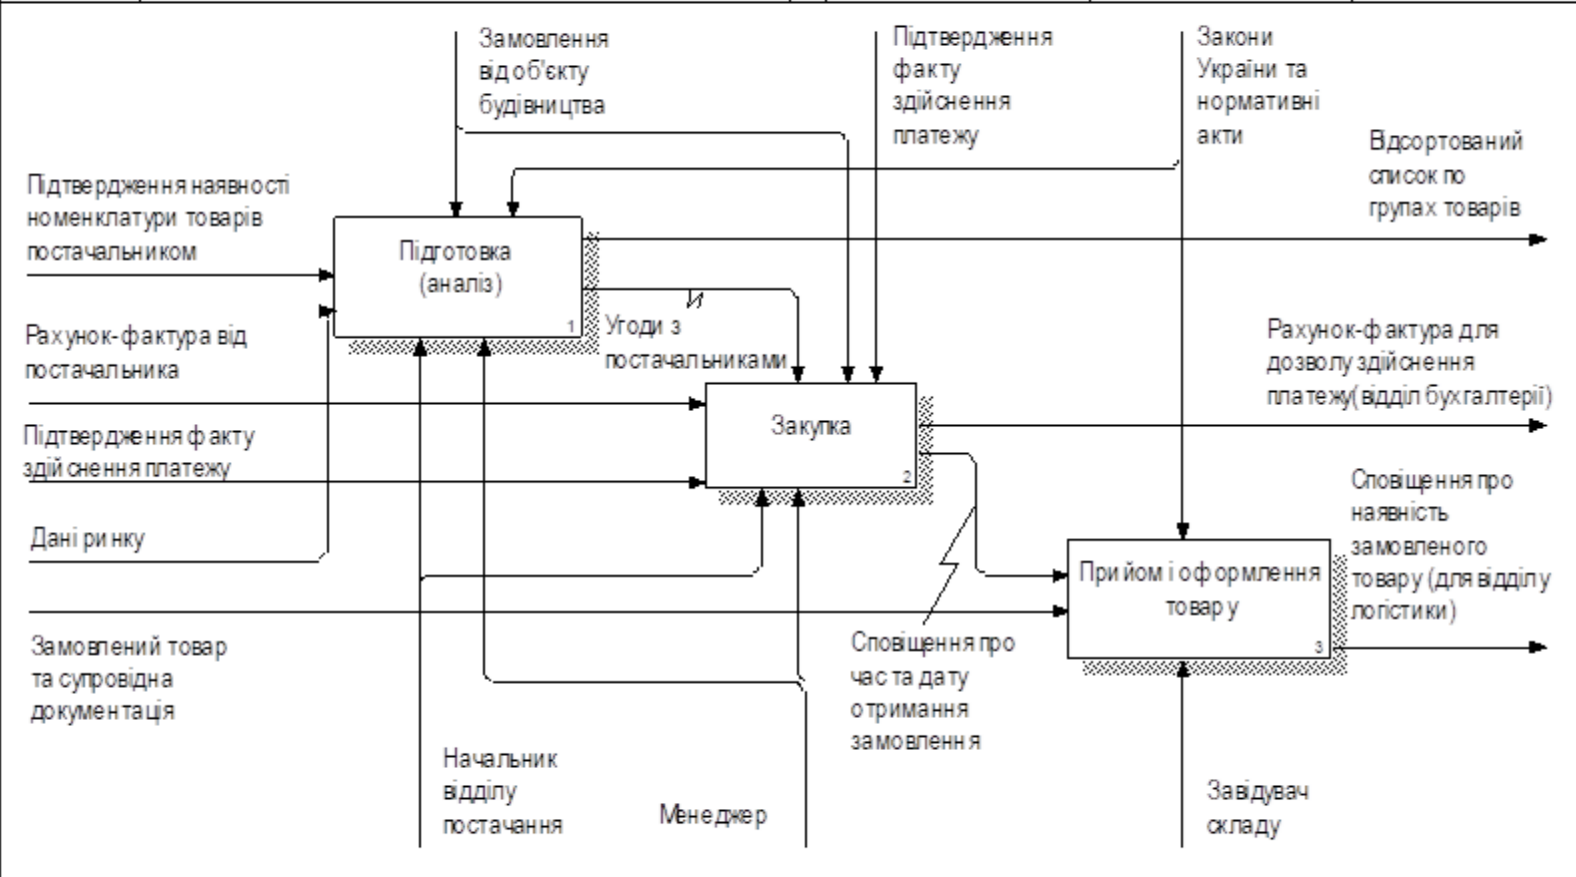 Замовлення
від об'єкту
будівництва
Підтвердження
факту
здійснення
платежу
Закони
України та
нормативні
акти
Відсортований
список по
групах товарів
Підтвердження наявності
номенклатури товарів
постачальником
Підготовка
(аналіз)
1
Рахунок-фактура від
постачальника
Угоди з
постачальниками
Рахунок-фактура для
дозволу здійснення
платежу(відділ бухгалтерії)
Підтвердження факту
здійснення платежу
Закупка
2
Дані ринку
Сповіщення про
наявність
замовленого
товару (для відділу
логістики)
Прийом і оформлення
товару
3
Замовлений товар
та супровідна
документація
Сповіщення про
час та дату
отримання
замовлення
Начальник
відділу
постачання
Менеджер
Завідувач
складу